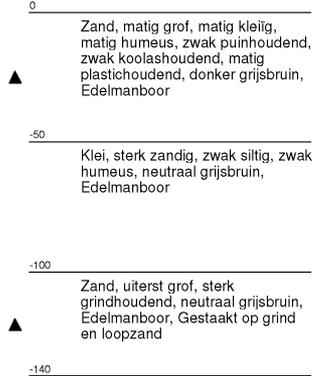 0
Zand, matig grof, matig kleiïg,
matig humeus, zwak puinhoudend,
zwak koolashoudend, matig
plastichoudend, donker grijsbruin,
Edelmanboor
-50
Klei, sterk zandig, zwak siltig, zwak
humeus, neutraal grijsbruin,
Edelmanboor
-100
Zand, uiterst grof, sterk
grindhoudend, neutraal grijsbruin,
Edelmanboor, Gestaakt op grind
en loopzand
-140